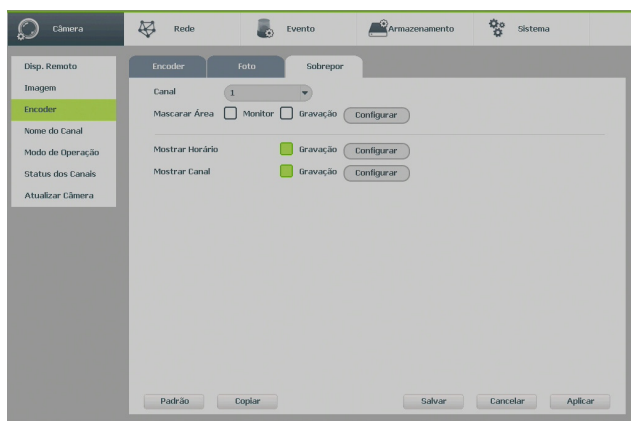 Câmera Rede Evento Armazenamento Sistema
Disp. Remoto
Imagem
Encoder
Nome do Canal
Modo de Operação
Status dos Canais
Atualizar Câmera
Encoder Foto Sobrepor
Canal 1
Mascarar Área Monitor Gravação Configurar
Mostrar Horário Gravação Configurar
Mostrar Canal Gravação Configurar
Padrão Copiar Salvar Cancelar Aplicar